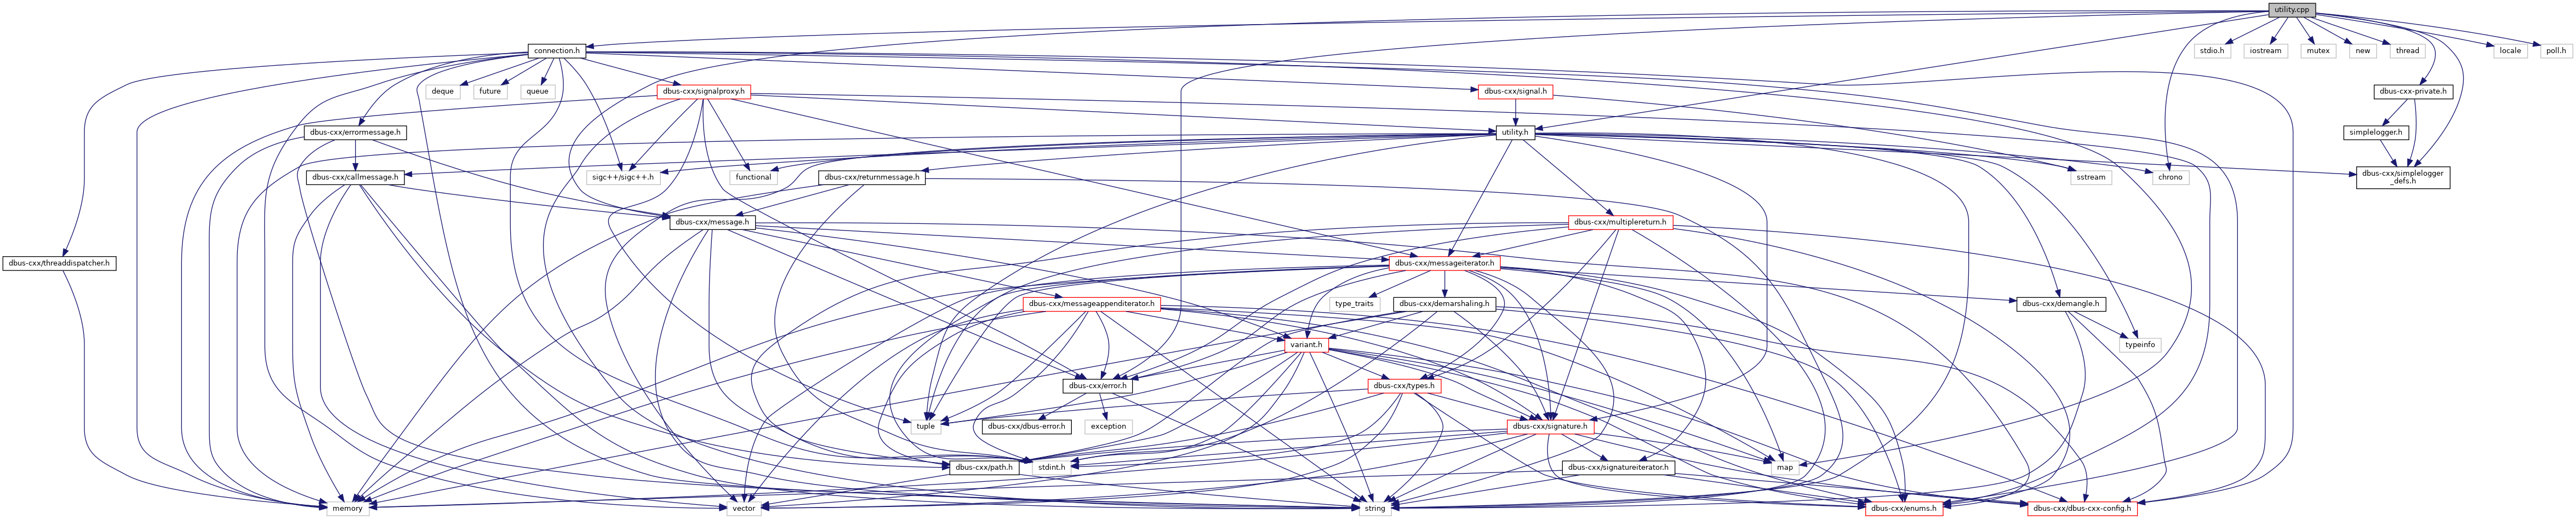 utility.cpp
connection.h
stdio.h
iostream
mutex
new
thread
locale
poll.h
deque
future
queue
dbus-cxx/signalproxy.h
dbus-cxx/signal.h
dbus-cxx-private.h
dbus-cxx/errormessage.h
utility.h
simplelogger.h
dbus-cxx/callmessage.h
sigc++/sigc++.h
functional
dbus-cxx/returnmessage.h
sstream
chrono
dbus-cxx/simplelogger
_defs.h
dbus-cxx/message.h
dbus-cxx/multiplereturn.h
dbus-cxx/threaddispatcher.h
dbus-cxx/messageiterator.h
dbus-cxx/messageappenditerator.h
type_traits
dbus-cxx/demarshaling.h
dbus-cxx/demangle.h
variant.h
typeinfo
dbus-cxx/error.h
dbus-cxx/types.h
tuple
dbus-cxx/dbus-error.h
exception
dbus-cxx/signature.h
dbus-cxx/path.h
stdint.h
dbus-cxx/signatureiterator.h
map
memory
vector
string
dbus-cxx/enums.h
dbus-cxx/dbus-cxx-config.h